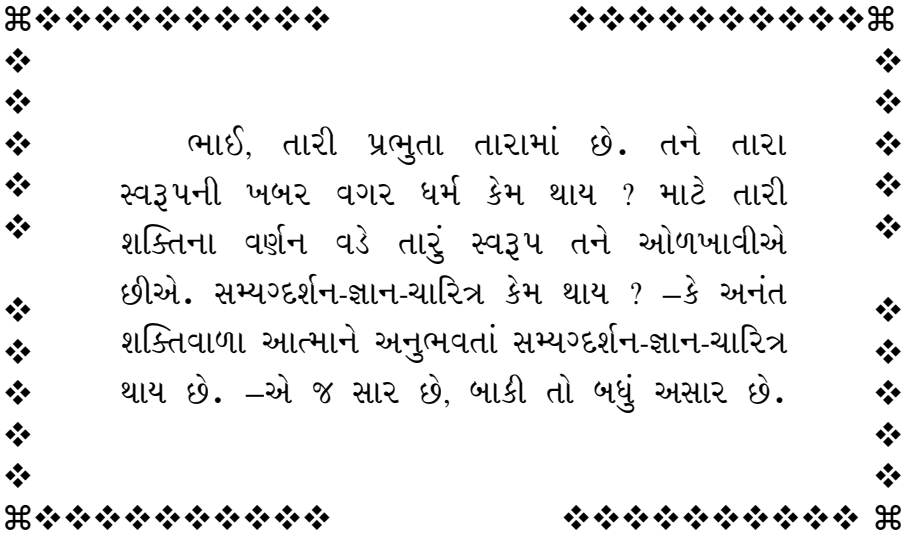 ભાઈ, તારી પ્રભુતા તારામાં છે. તને તારા
સ્વરૂપની ખબર વગર ધર્મ કેમ થાય ? માટે તારી
શક્તિના વર્ણન વડે તારું સ્વરૂપ તને ઓળખાવીએ
છીએ. સમ્યગ્દર્શન-જ્ઞાન-ચારિત્ર કેમ થાય ? –કે અનંત
શક્તિવાળા આત્માને અનુભવતાં સમ્યગ્દર્શન-જ્ઞાન-ચારિત્ર
થાય છે. –એ જ સાર છે, બાકી તો બધું અસાર છે.